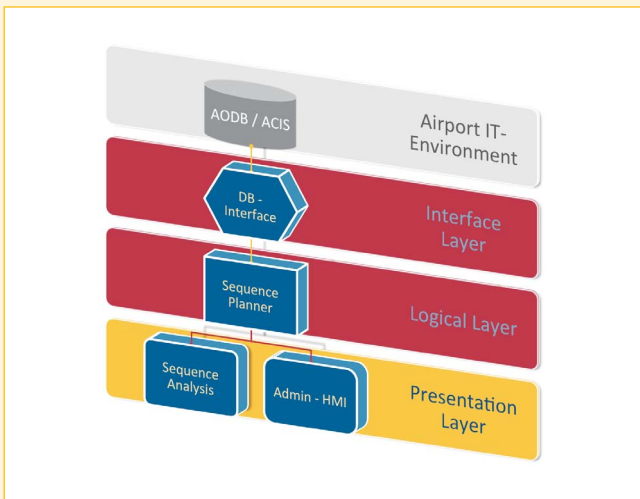 AODB / ACIS
Airport IT-
Environment
DB -
Interface
Interface
Layer
Sequence
Planner
Logical Layer
Sequence
Analysis
Admin - HMI
Presentation
Layer